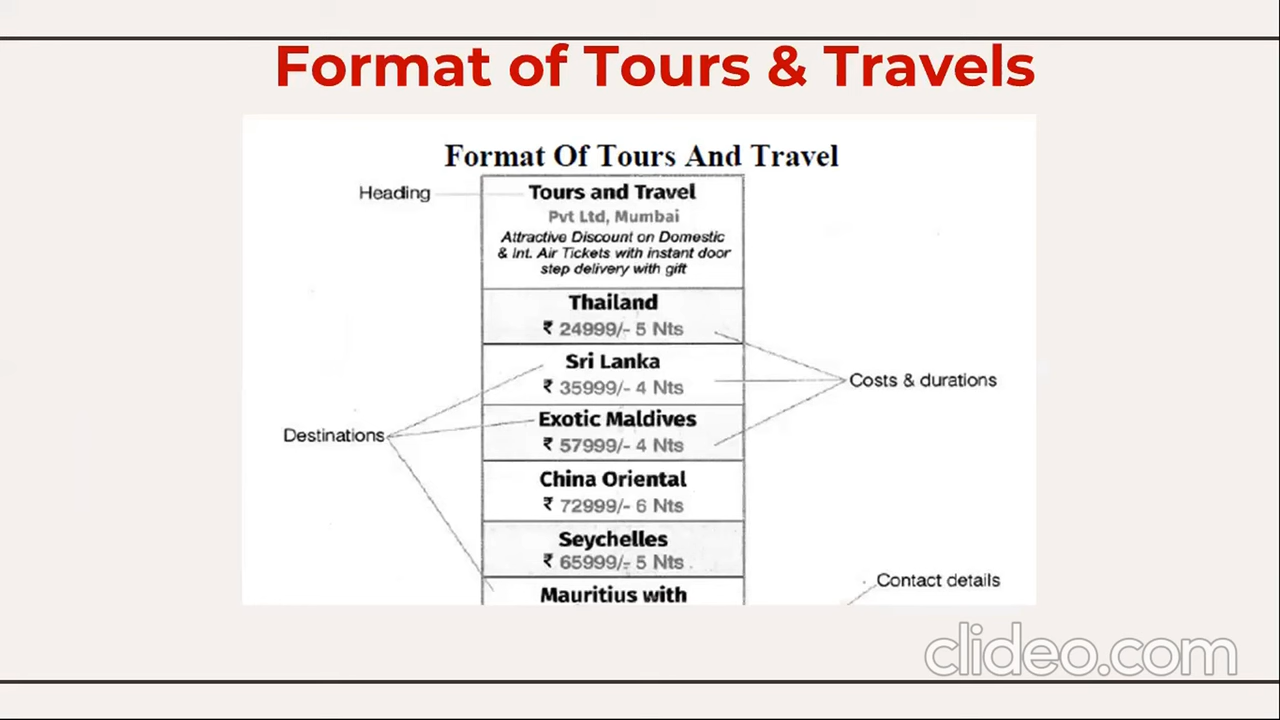 Format of Tours & Travels
Format Of Tours And Travel
Heading
Tours and Travel
Pvt Ltd, Mumbai
Attractive Discount on Domestic
& Int. Air Tickets with instant door
step delivery with gift
Thailand
₹ 24999/- 5 Nts
Sri Lanka
₹ 35999/- 4 Nts
Costs & durations
Exotic Maldives
Destinations
₹ 57999/- 4 Nts
China Oriental
₹ 72999/- 6 Nts
Seychelles
₹ 65999/- 5 Nts
Contact details
Mauritius with
clideo.com